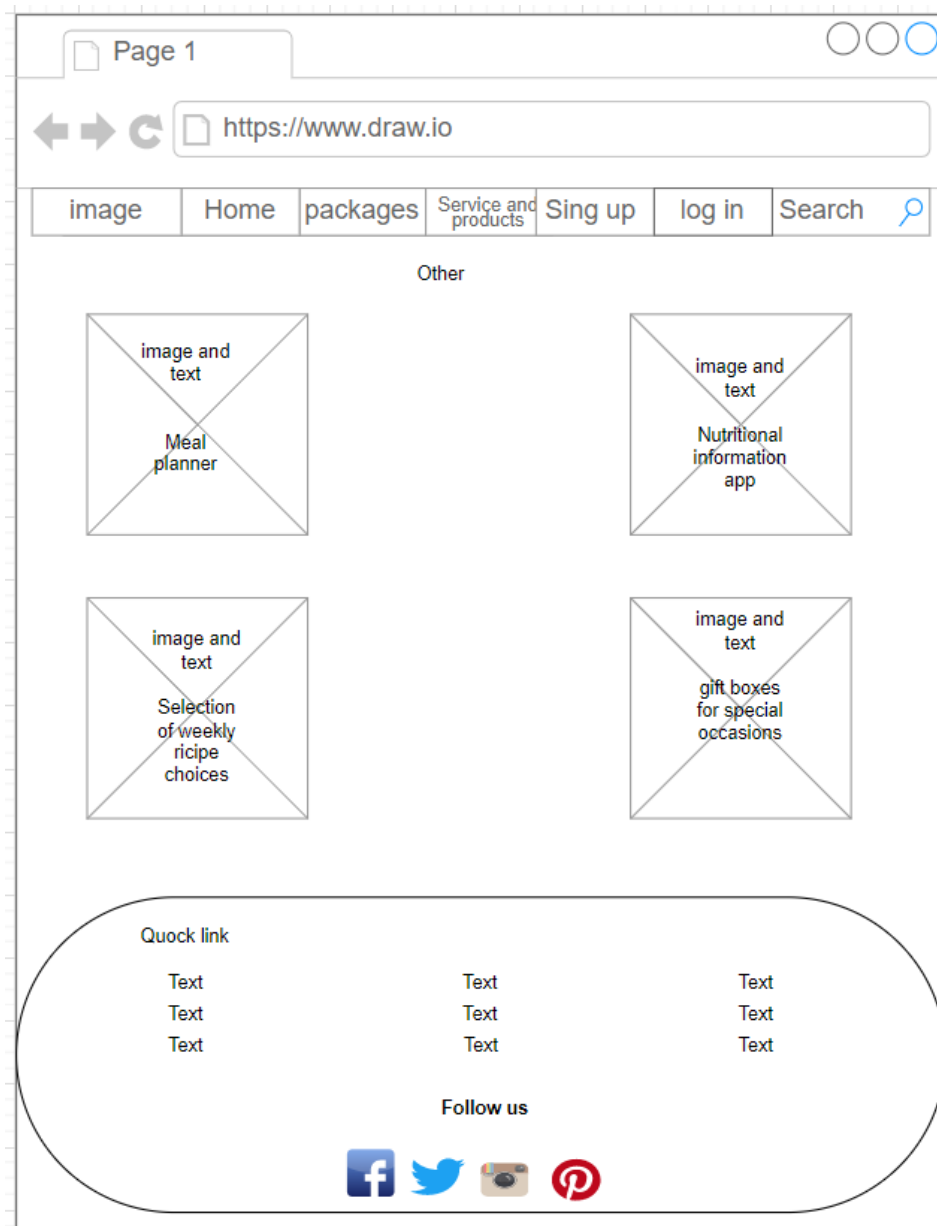 Page 1
https://www.draw.io
image Home packages Service and products Sing up log in Search
Other
image and
text
Meal
planner
image and
text
Nutritional
information
app
image and
text
Selection
of weekly
ricipe
choices
image and
text
gift boxes
for special
occasions
Quock link
Text Text Text
Text Text Text
Text Text Text
Follow us